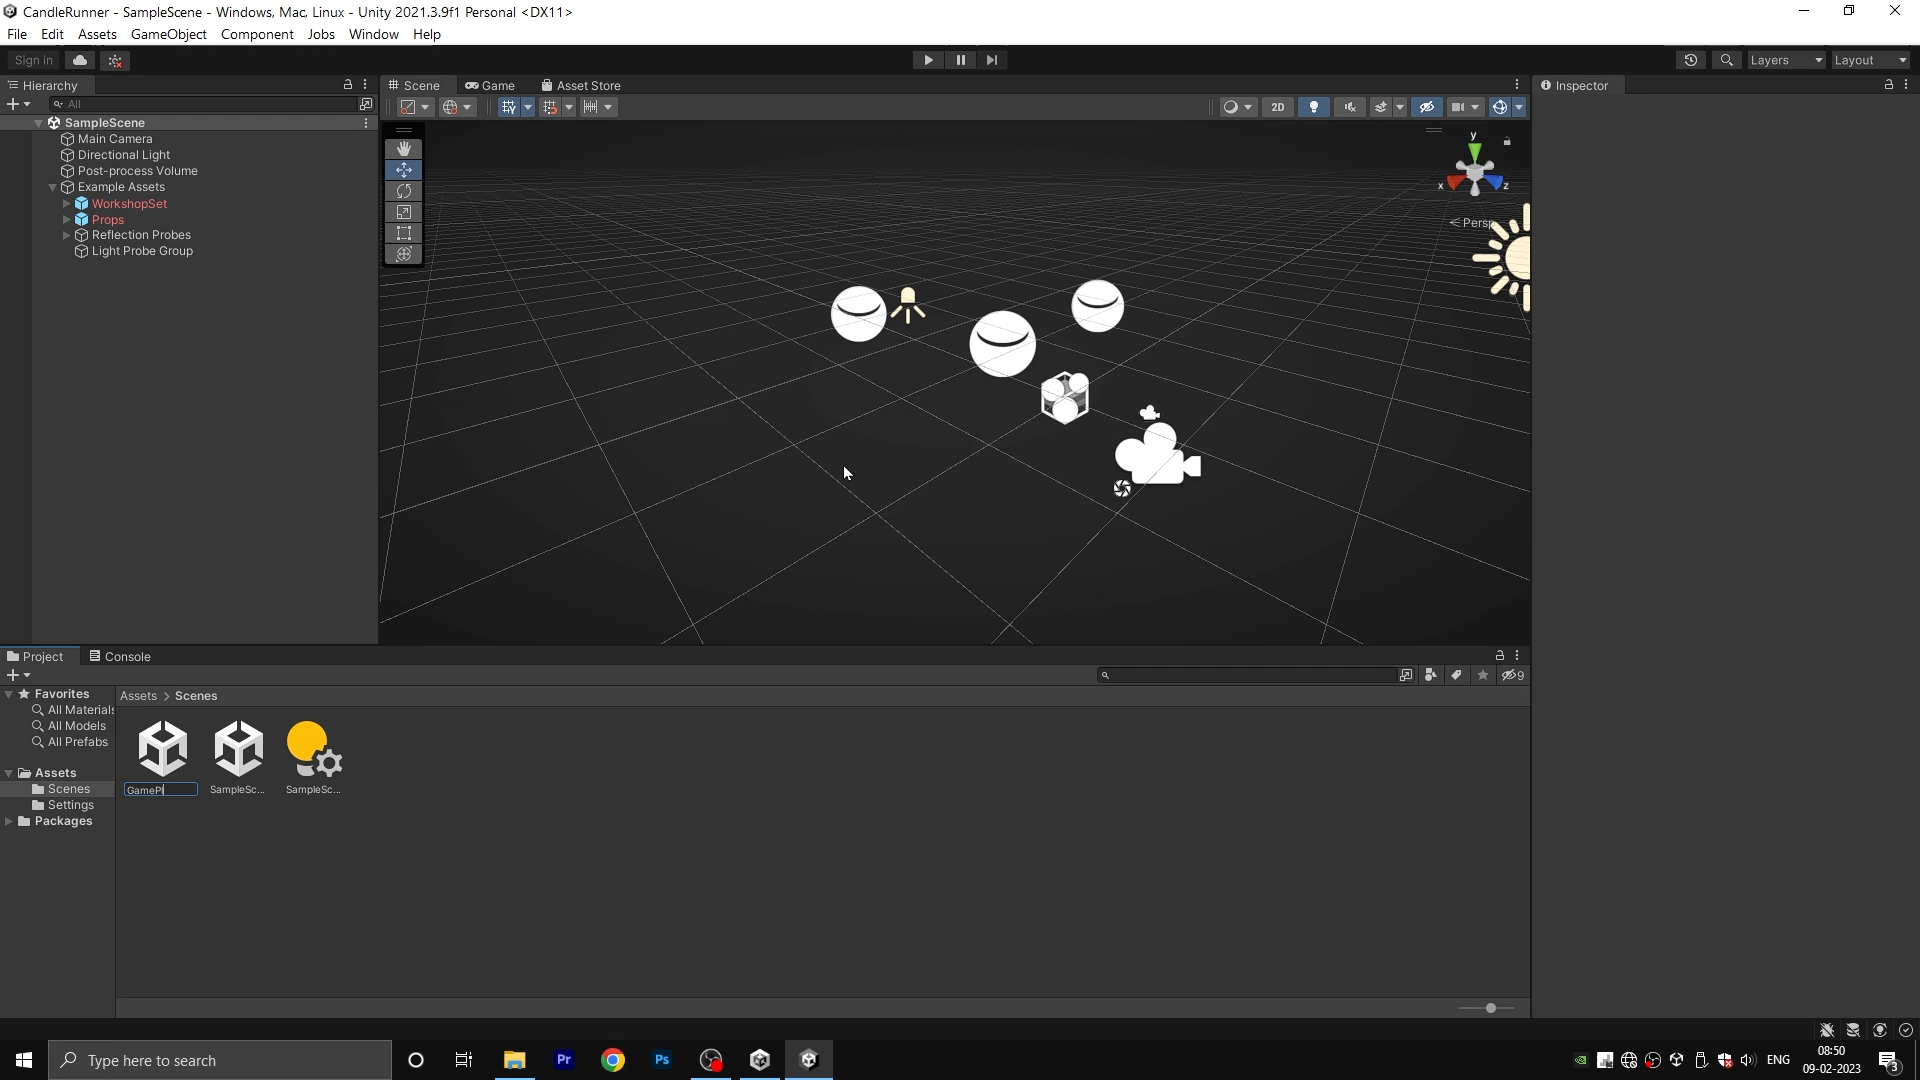 CandleRunner - SampleScene - Windows, Mac, Linux - Unity 2021.3.9f1 Personal <DX11>
File Edit Assets GameObject Component Jobs Window Help
Sign in
Layers
Layout
Hierarchy
All
SampleScene
Main Camera
Directional Light
Post-process Volume
Example Assets
WorkshopSet
Props
Reflection Probes
Light Probe Group
Scene Game Asset Store
2D
y
x z
< Persp
Inspector
Project Console
9
Favorites
All Materials
All Models
All Prefabs
Assets
Scenes
Settings
Packages
Assets > Scenes
GamePl
SampleSc...
SampleSc...
Type here to search
Pr
Ps
ENG
08:50
09-02-2023
3